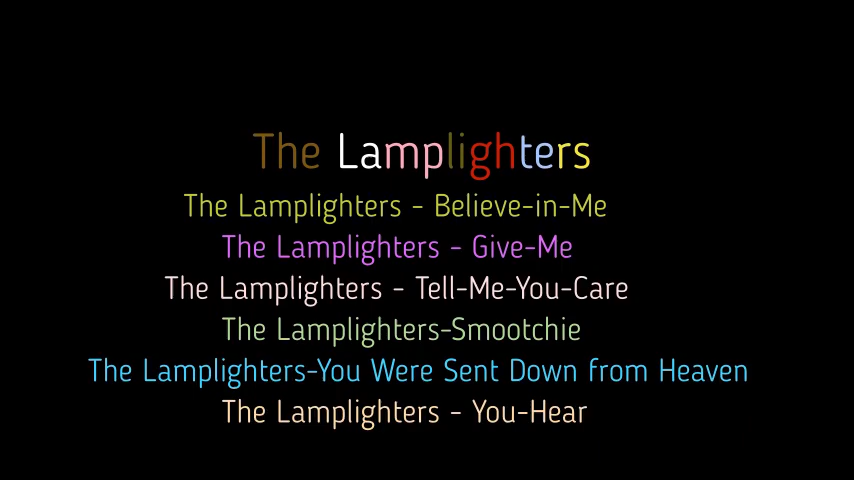 The Lamplighters
The Lamplighters - Believe-in-Me
The Lamplighters - Give-Me
The Lamplighters - Tell-Me-You-Care
The Lamplighters-Smootchie
The Lamplighters-You Were Sent Down from Heaven
The Lamplighters - You-Hear